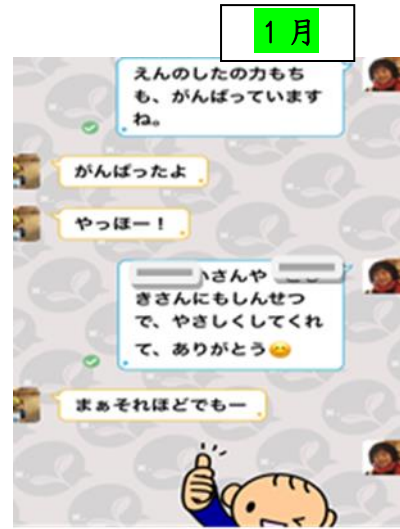 1月
えんのしたの力もち
も、がんばっています
ね。
がんばったよ
やっほー！
さんや
きさんにもしんせつ
で、やさしくしてくれ
て、ありがとう😊
まぁそれほどでもー